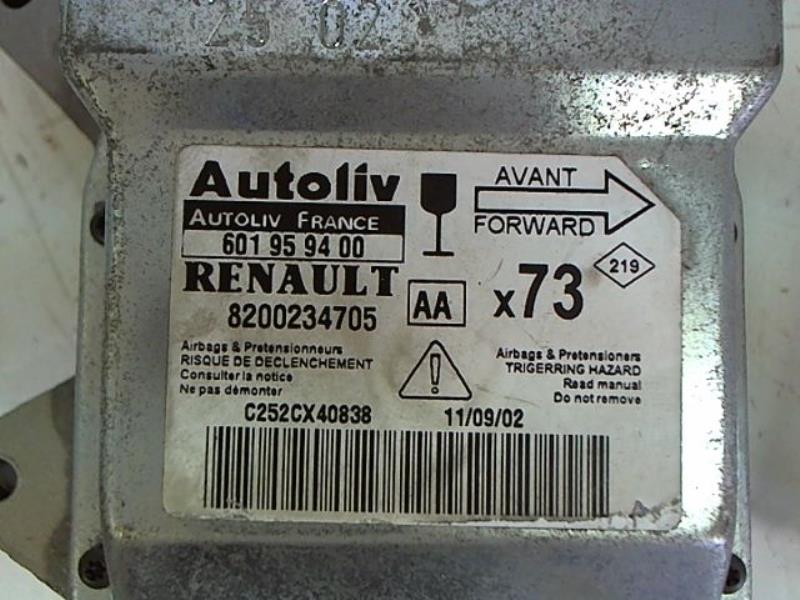 25 02
Autoliv
AUTOLIV FRANCE
601 95 94 00
RENAULT
8200234705
AA
AVANT
FORWARD
x73
219
Airbags & Pretensionneurs
RISQUE DE DECLENCHEMENT
Consulter la notice
Ne pas démonter
!
Airbags & Pretensioners
TRIGERRING HAZARD
Read manual
Do not remove
C252CX40838
11/09/02